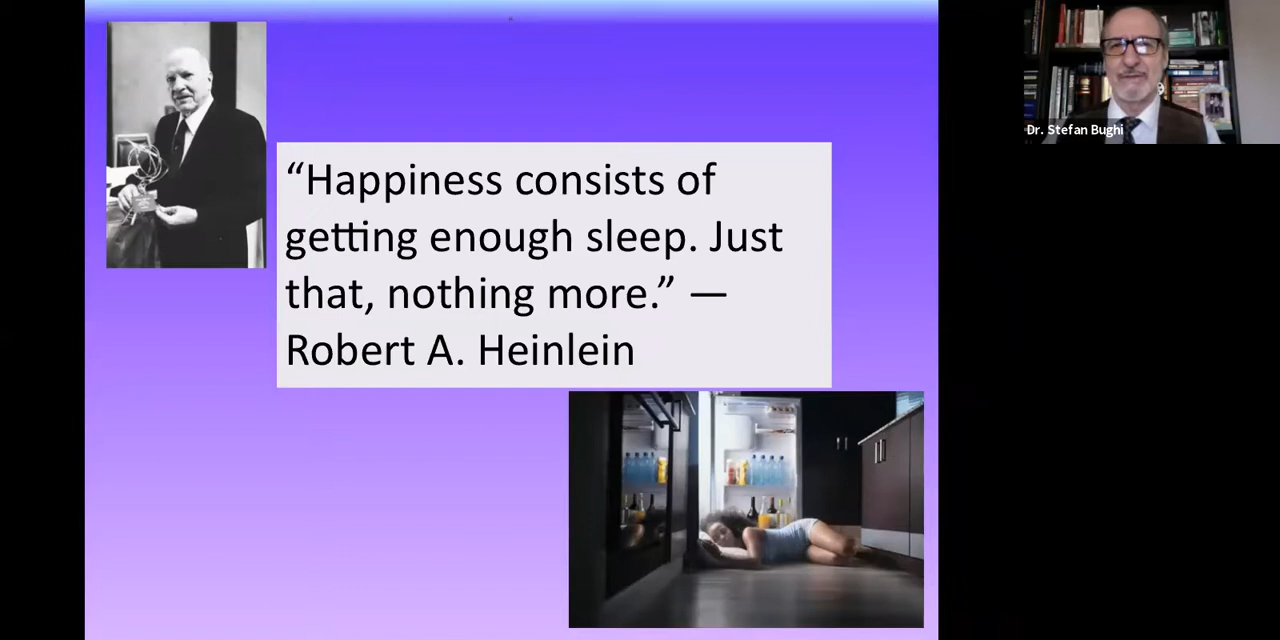 “Happiness consists of
getting enough sleep. Just
that, nothing more.” —
Robert A. Heinlein
Dr. Stefan Bughi